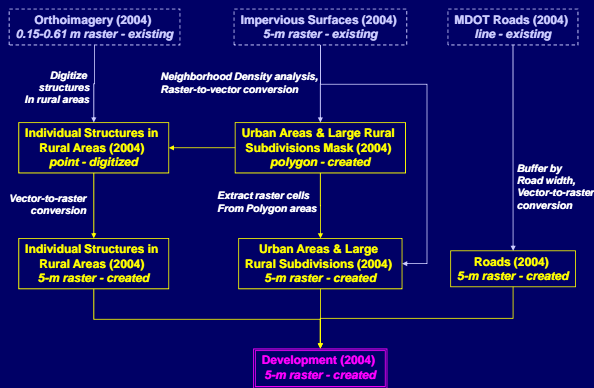 Orthoimagery (2004)
0.15-0.61 m raster - existing
Impervious Surfaces (2004)
5-m raster - existing
MDOT Roads (2004)
line - existing
Digitize
structures
In rural areas
Neighborhood Density analysis,
Raster-to-vector conversion
Individual Structures in
Rural Areas (2004)
point - digitized
Urban Areas & Large Rural
Subdivisions Mask (2004)
polygon - created
Buffer by
Road width,
Vector-to-raster
conversion
Vector-to-raster
conversion
Extract raster cells
From Polygon areas
Individual Structures in
Rural Areas (2004)
5-m raster - created
Urban Areas & Large
Rural Subdivisions (2004)
5-m raster - created
Roads (2004)
5-m raster - created
Development (2004)
5-m raster - created